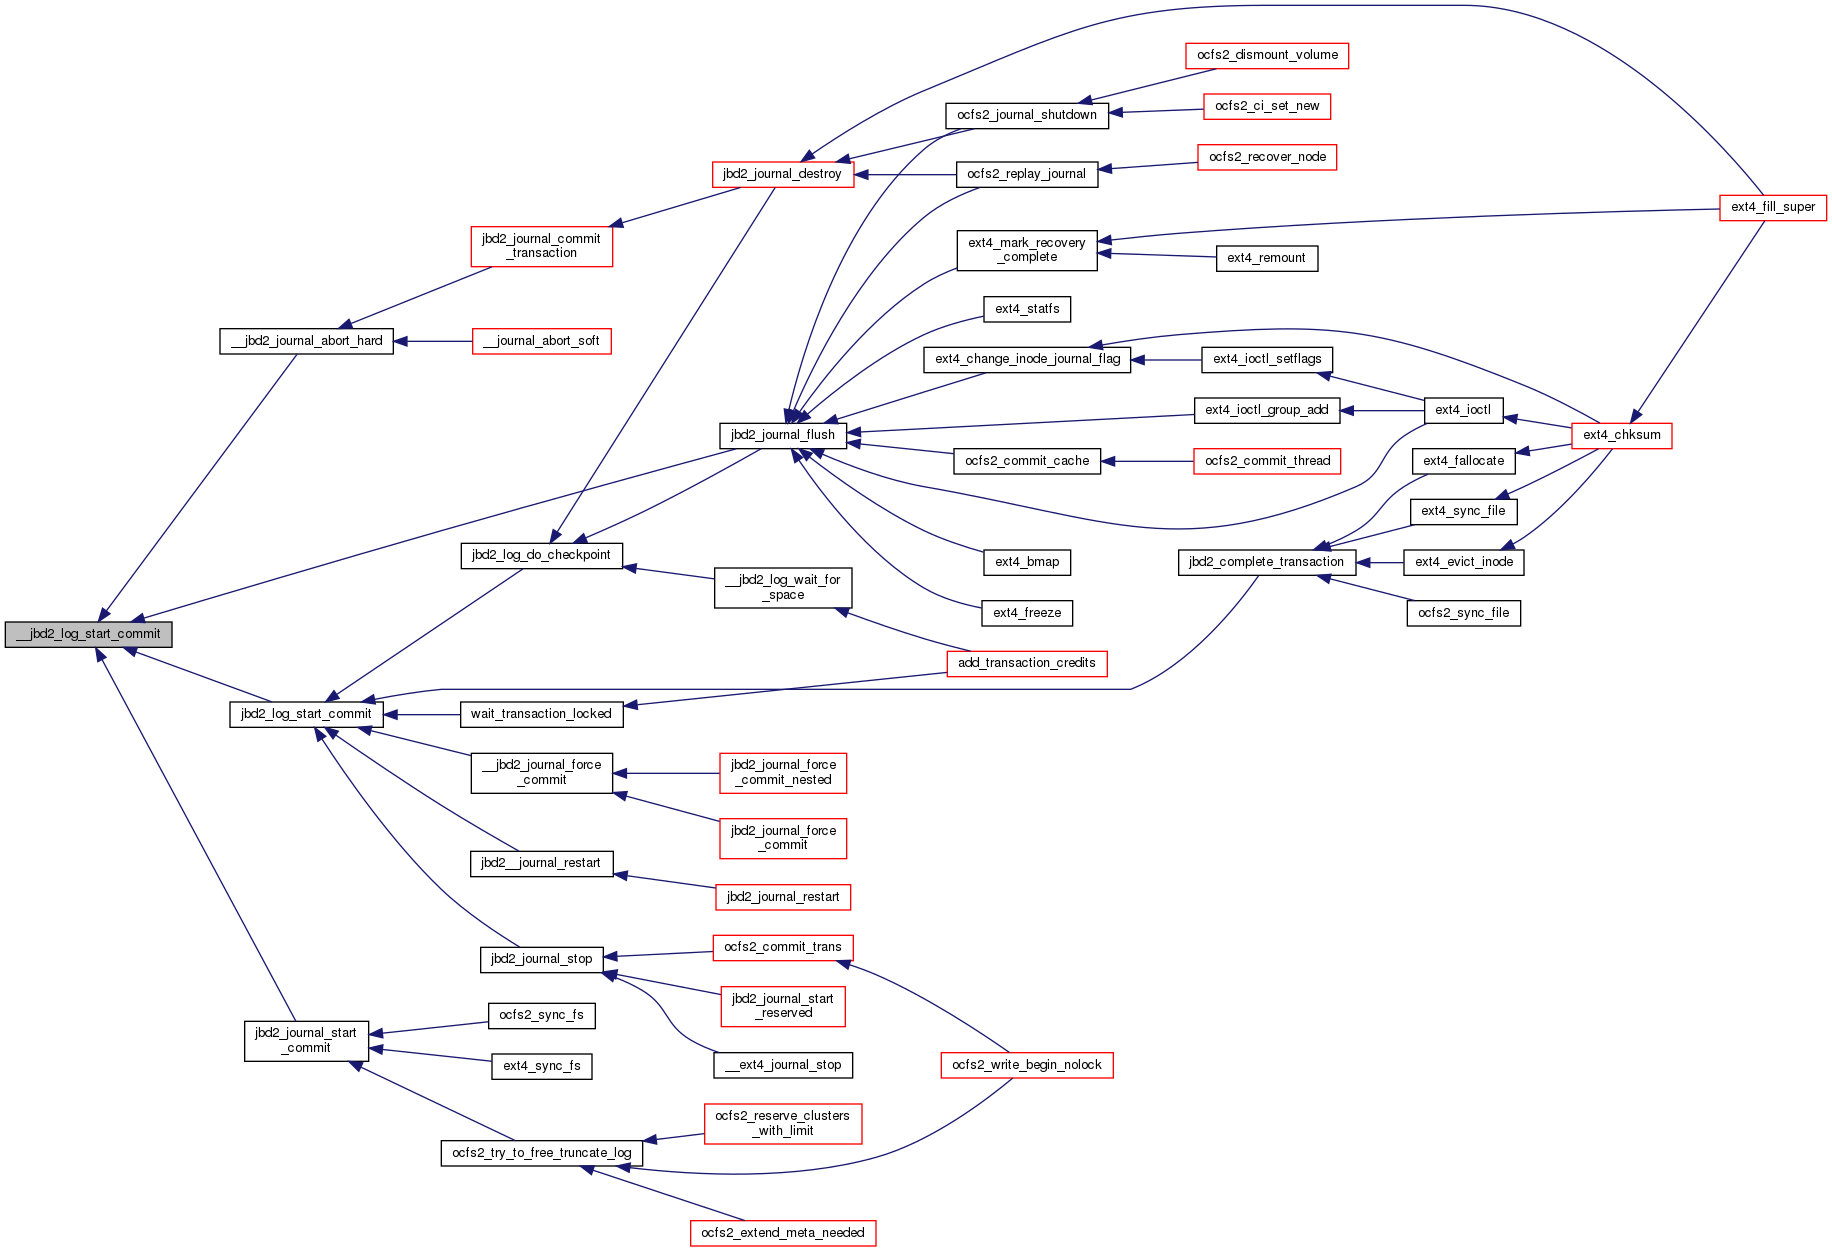 ocfs2_dismount_volume
ocfs2_journal_shutdown
ocfs2_ci_set_new
jbd2_journal_destroy
ocfs2_replay_journal
ocfs2_recover_node
ext4_fill_super
jbd2_journal_commit
_transaction
ext4_mark_recovery
_complete
ext4_remount
ext4_statfs
__jbd2_journal_abort_hard
__journal_abort_soft
ext4_change_inode_journal_flag
ext4_ioctl_setflags
ext4_ioctl_group_add
ext4_ioctl
jbd2_journal_flush
ext4_chksum
ocfs2_commit_cache
ocfs2_commit_thread
ext4_fallocate
ext4_sync_file
jbd2_log_do_checkpoint
ext4_bmap
jbd2_complete_transaction
ext4_evict_inode
__jbd2_log_wait_for
_space
ext4_freeze
ocfs2_sync_file
__jbd2_log_start_commit
add_transaction_credits
jbd2_log_start_commit
wait_transaction_locked
__jbd2_journal_force
_commit
jbd2_journal_force
_commit_nested
jbd2_journal_force
_commit
jbd2__journal_restart
jbd2_journal_restart
jbd2_journal_stop
ocfs2_commit_trans
jbd2_journal_start
_reserved
ocfs2_sync_fs
jbd2_journal_start
_commit
ext4_sync_fs
__ext4_journal_stop
ocfs2_write_begin_nolock
ocfs2_reserve_clusters
_with_limit
ocfs2_try_to_free_truncate_log
ocfs2_extend_meta_needed